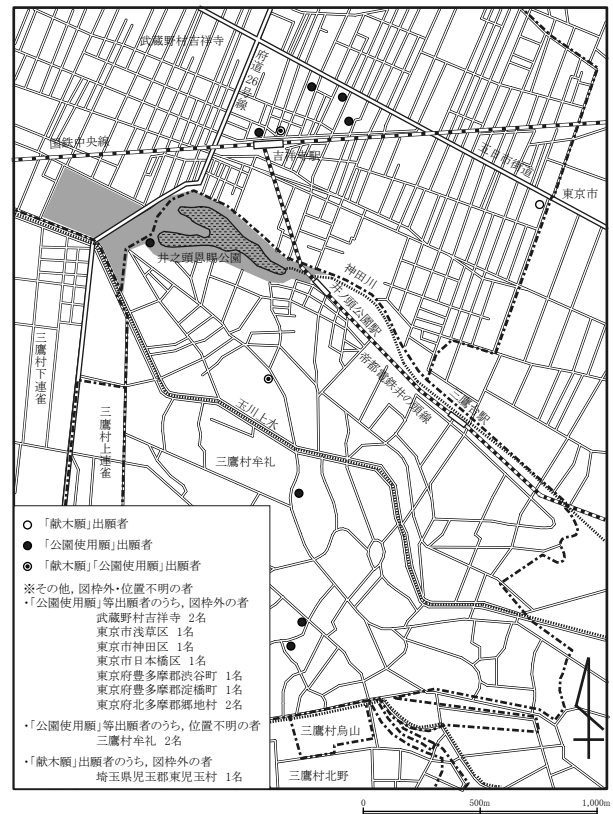 武蔵野村吉祥寺
府道26号線
国鉄中央線
吉祥寺駅
五日市街道
東京市
井之頭恩賜公園
神田川
井ノ頭公園駅
三鷹台駅
帝都電鉄井の頭線
三鷹村下連雀
三鷹村上連雀
玉川上水
三鷹村牟礼
「献木願」出願者
「公園使用願」出願者
「献木願」「公園使用願」出願者
※その他，図枠外・位置不明の者
・「公園使用願」等出願者のうち，図枠外の者
武蔵野村吉祥寺 2名
東京市浅草区 1名
東京市神田区 1名
東京市日本橋区 1名
東京府豊多摩郡渋谷町 1名
東京府豊多摩郡淀橋町 1名
東京府北多摩郡郷地村 2名
・「公園使用願」等出願者のうち，位置不明の者
三鷹村牟礼 2名
・「献木願」出願者のうち，図枠外の者
埼玉県児玉郡東児玉村 1名
三鷹村烏山
三鷹村北野
0 500m 1,000m